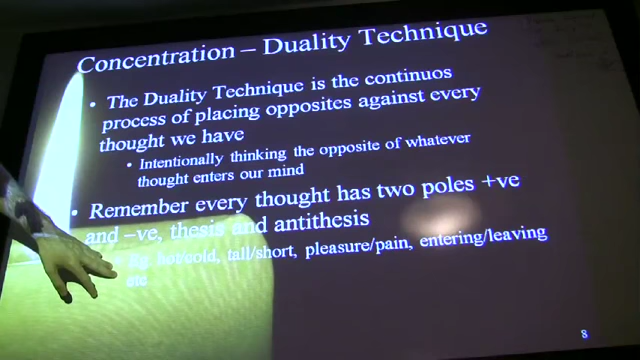 Concentration – Duality Technique
• The Duality Technique is the continuos
process of placing opposites against every
thought we have
• Intentionally thinking the opposite of whatever
thought enters our mind
• Remember every thought has two poles +ve
and –ve, thesis and antithesis
Eg hot/cold, tall/short, pleasure/pain, entering/leaving
etc
8